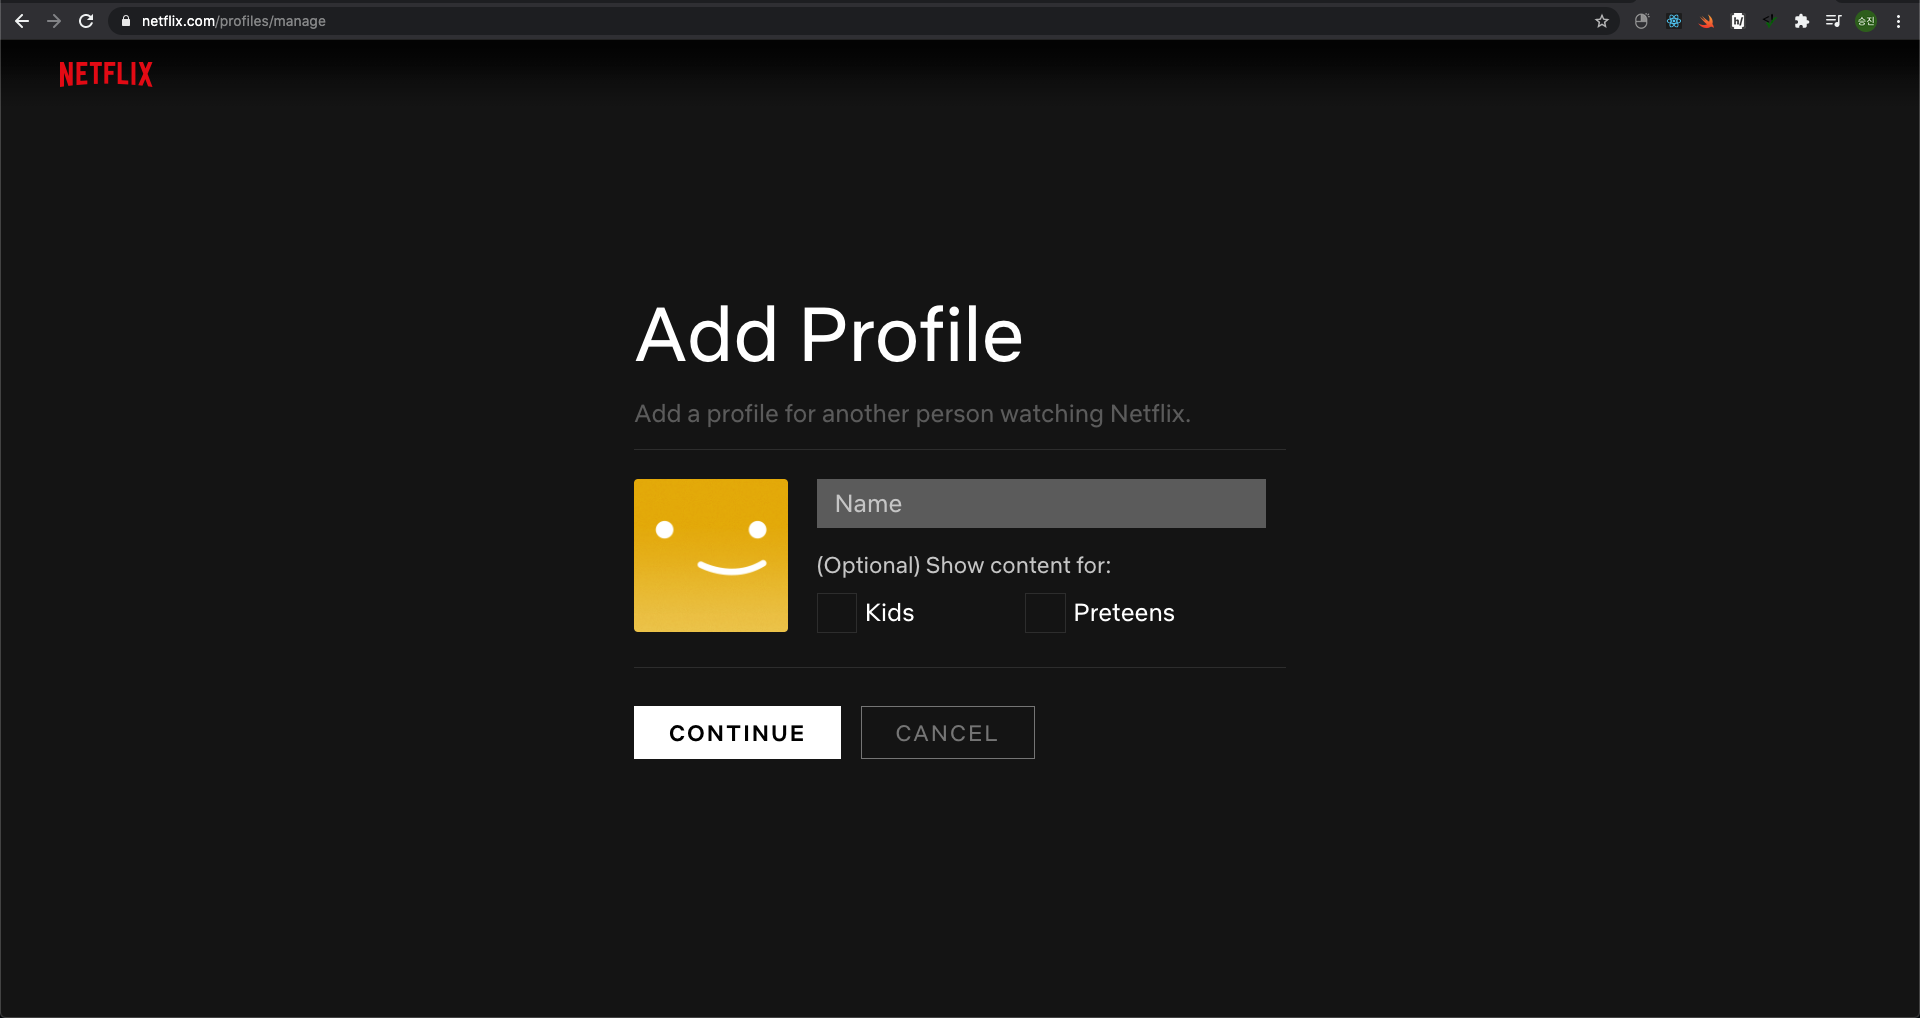 netflix.com/profiles/manage
승진
NETFLIX
Add Profile
Add a profile for another person watching Netflix.
Name
(Optional) Show content for:
Kids
Preteens
CONTINUE
CANCEL